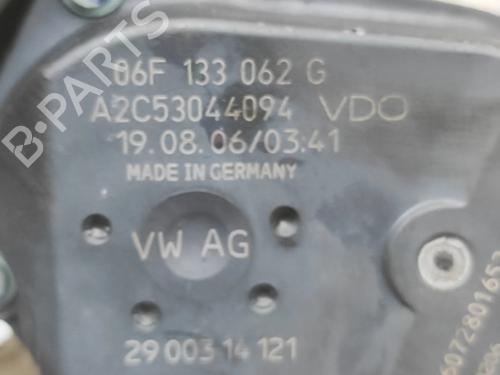 06F 133 062 G
A2C53044094 VDO
19.08.06/03:41
MADE IN GERMANY
VW AG
29 003 14 121
B-PARTS